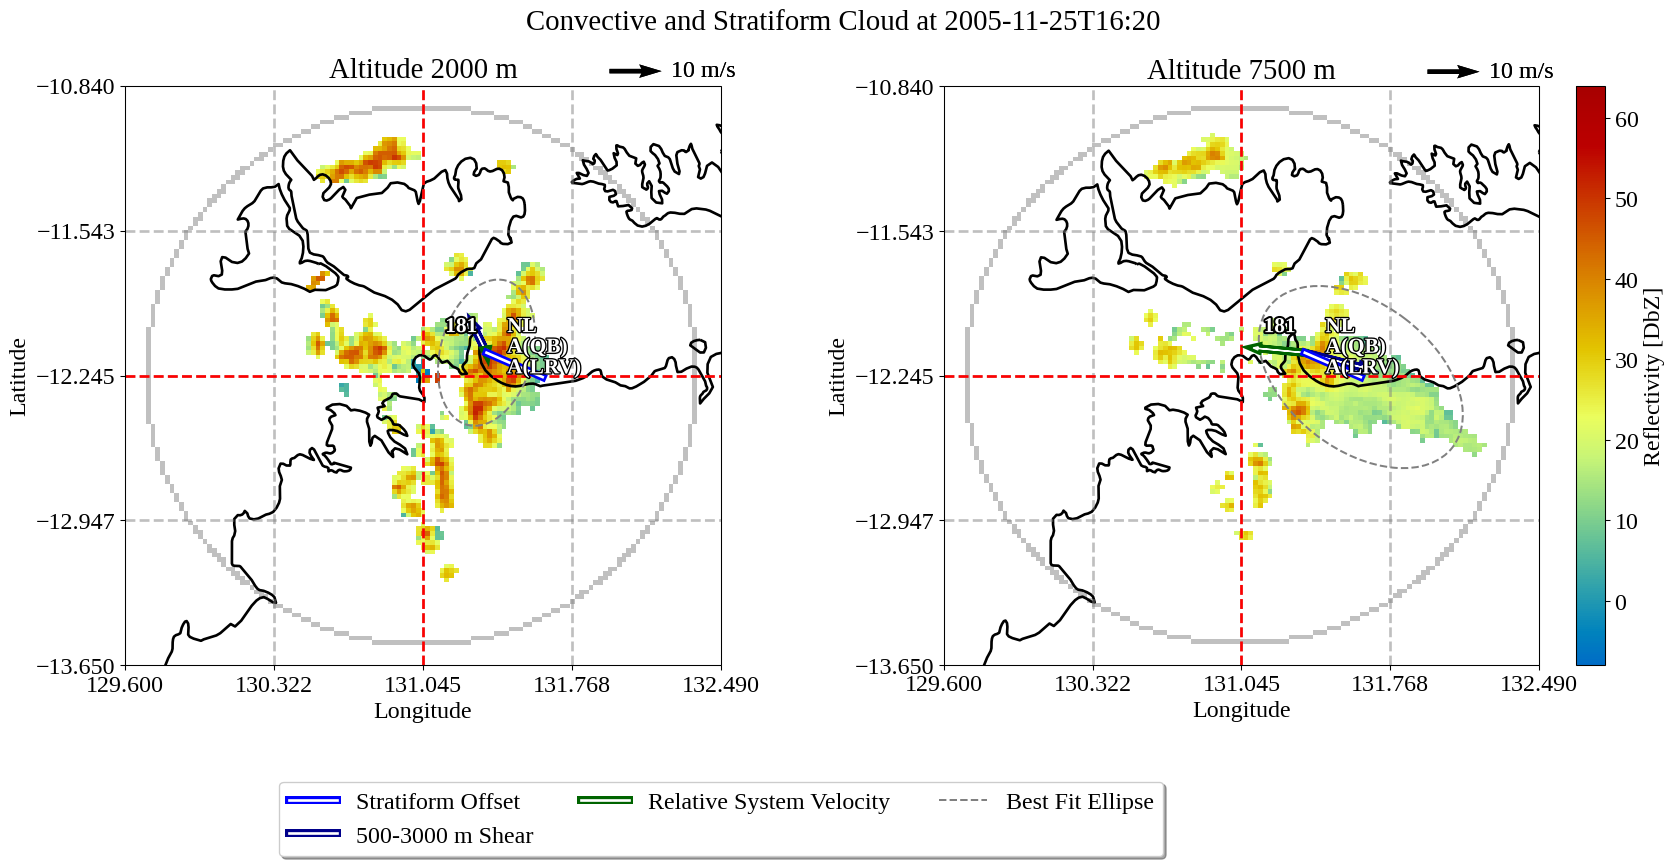 Convective and Stratiform Cloud at 2005-11-25T16:20
Altitude 2000 m
10 m/s
Altitude 7500 m
10 m/s
−10.840
−11.543
−12.245
−12.947
−13.650
Latitude
129.600
130.322
131.045
131.768
132.490
Longitude
181
NL
A(QB)
A(LRV)
−10.840
−11.543
−12.245
−12.947
−13.650
Latitude
129.600
130.322
131.045
131.768
132.490
Longitude
181
NL
A(QB)
A(LRV)
60
50
40
30
20
10
0
Reflectivity [DbZ]
Stratiform Offset
Relative System Velocity
Best Fit Ellipse
500-3000 m Shear